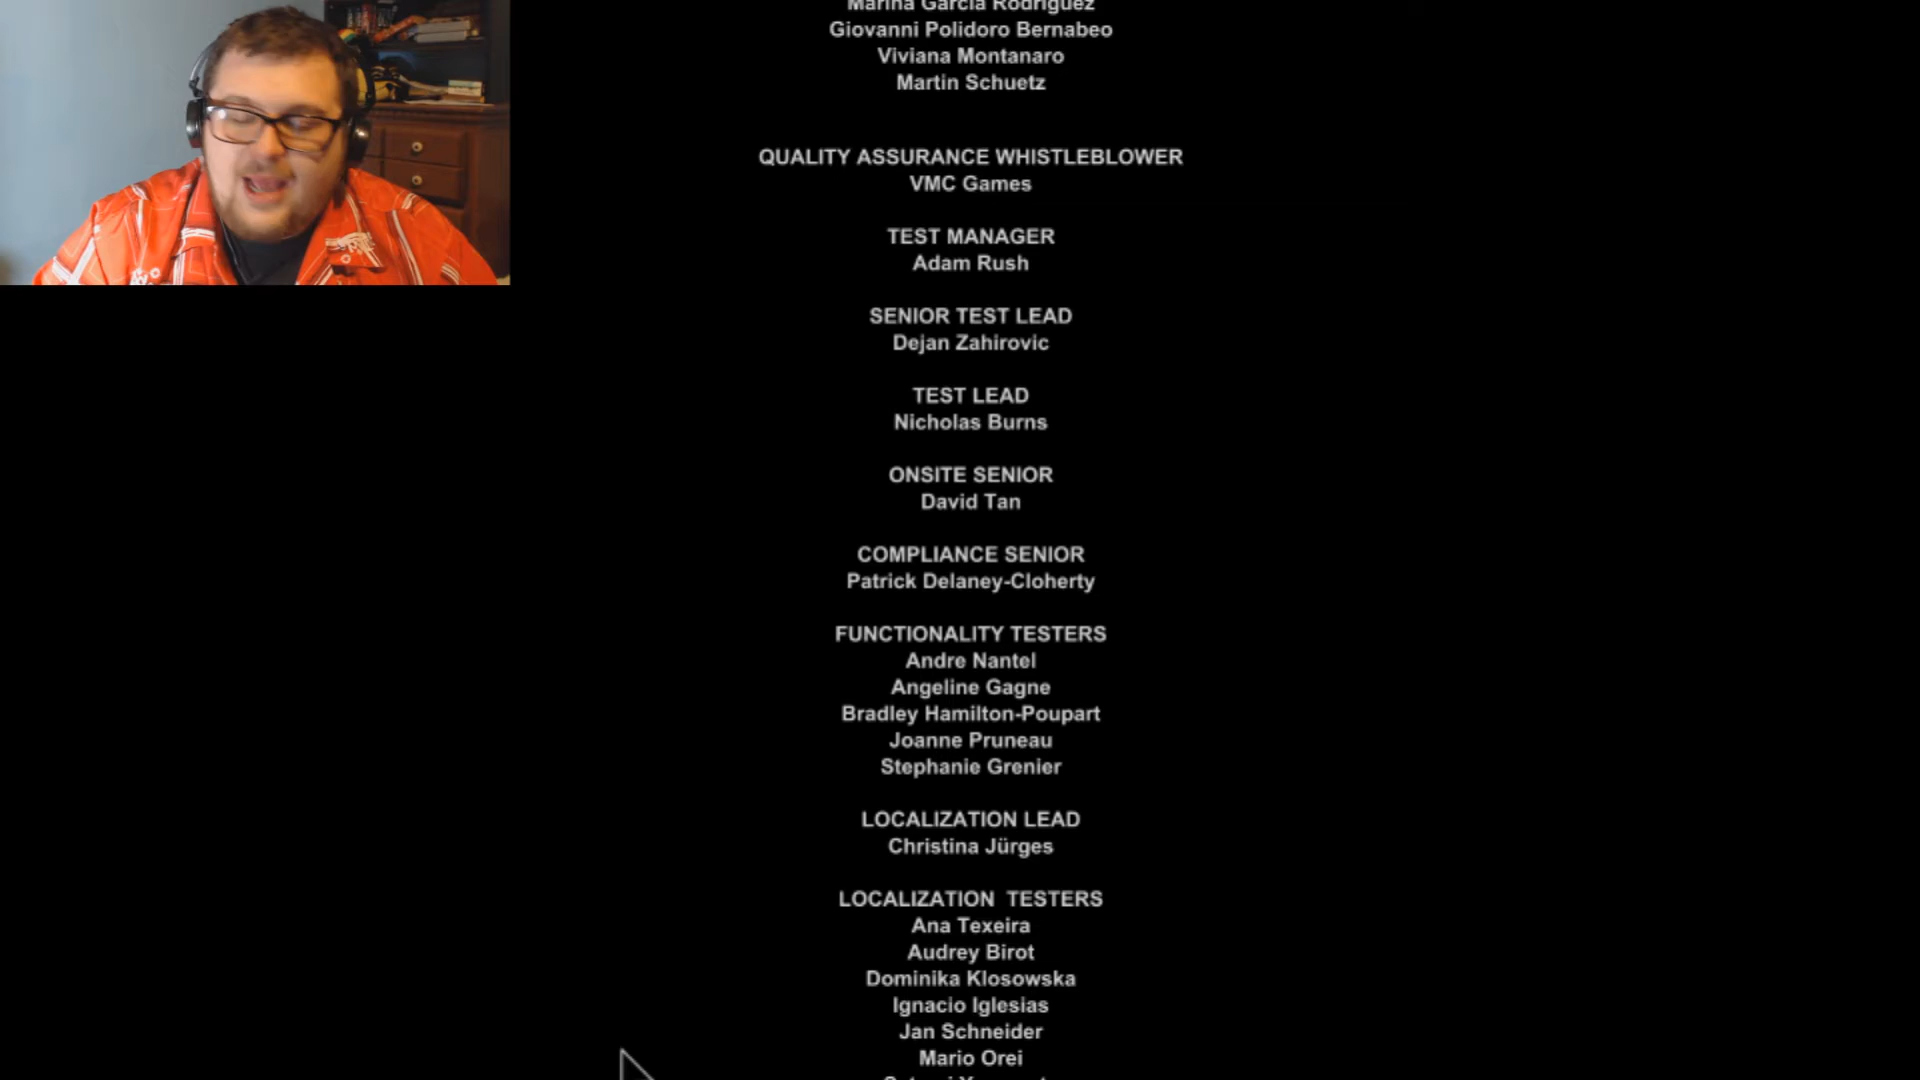 Marina Garcia Rodriguez
Giovanni Polidoro Bernabeo
Viviana Montanaro
Martin Schuetz
QUALITY ASSURANCE WHISTLEBLOWER
VMC Games
TEST MANAGER
Adam Rush
SENIOR TEST LEAD
Dejan Zahirovic
TEST LEAD
Nicholas Burns
ONSITE SENIOR
David Tan
COMPLIANCE SENIOR
Patrick Delaney-Cloherty
FUNCTIONALITY TESTERS
Andre Nantel
Angeline Gagne
Bradley Hamilton-Poupart
Joanne Pruneau
Stephanie Grenier
LOCALIZATION LEAD
Christina Jürges
LOCALIZATION TESTERS
Ana Texeira
Audrey Birot
Dominika Klosowska
Ignacio Iglesias
Jan Schneider
Mario Orei